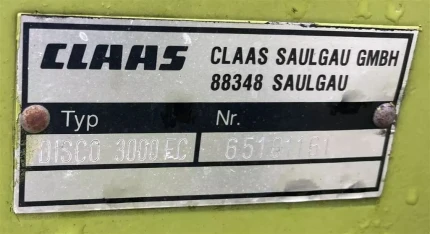 CLAAS
CLAAS SAULGAU GMBH
88348 SAULGAU
Typ Nr.
DISCO 3000 EC